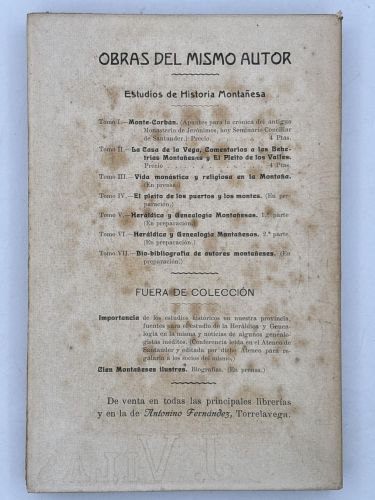 OBRAS DEL MISMO AUTOR
Estudios de Historia Montañesa
Tomo I.—Monte-Corbán. (Apuntes para la crónica del antiguo
Monasterio de Jerónimos, hoy Seminario Conciliar
de Santander.) Precio . 4 Ptas.
Tomo II.—La Casa de la Vega, Comentarios a las Behe-
trías Montañesas y El Pleito de los Valles.
Precio . 4 Ptas.
Tomo III.—Vida monástica y religiosa en la Montaña.
(En prensa.)
Tomo IV.—El pleito de los puertos y los montes. (En pre-
paración.)
Tomo V.—Heráldica y Genealogía Montañesas. 1.ª parte
(En preparación.)
Tomo VI.—Heráldica y Genealogía Montañesas. 2.ª parte
(En preparación.)
Tomo VII.—Bio-bibliografía de autores montañeses. (En
preparación.)
FUERA DE COLECCIÓN
Importancia de los estudios históricos en nuestra provincia,
fuentes para el estudio de la Heráldica y Genea-
logía en la misma y noticias de algunos genealo-
gistas inéditos. (Conferencia leída en el Ateneo de
Santander y editada por dicho Ateneo para re-
galarla a los socios del mismo.)
Cien Montañeses Ilustres. Biografías. (En prensa.)
De venta en todas las principales librerías
y en la de Antonino Fernández, Torrelavega.